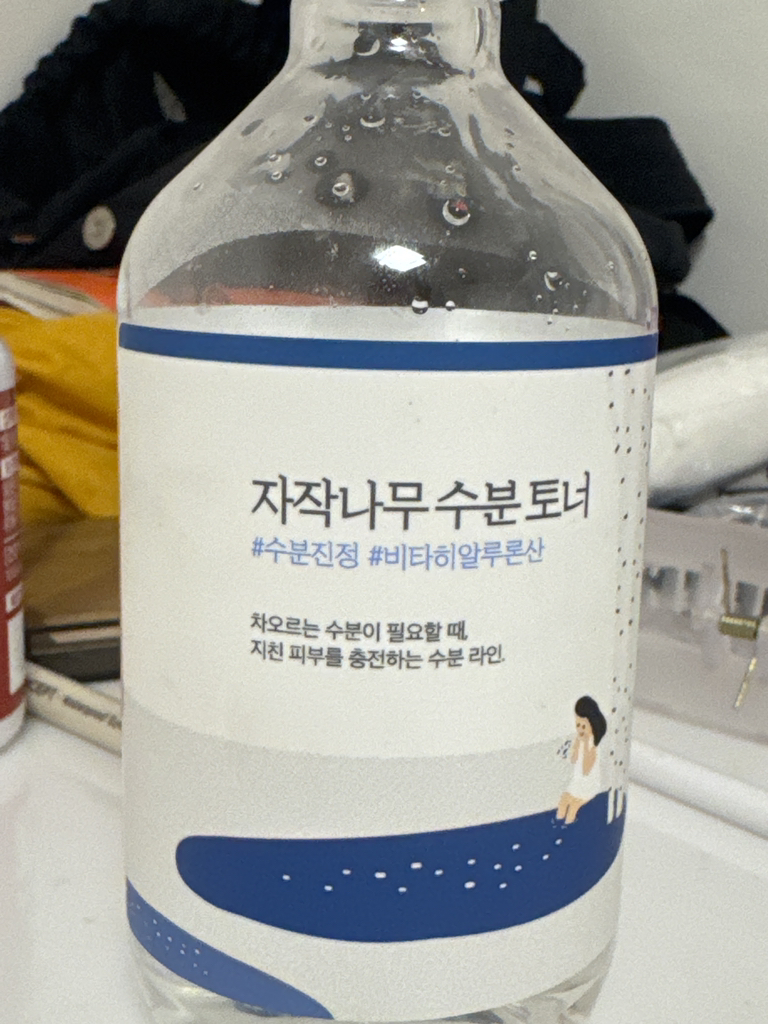 자작나무 수분 토너
#수분진정 #비타히알루론산
차오르는 수분이 필요할 때,
지친 피부를 충전하는 수분 라인.